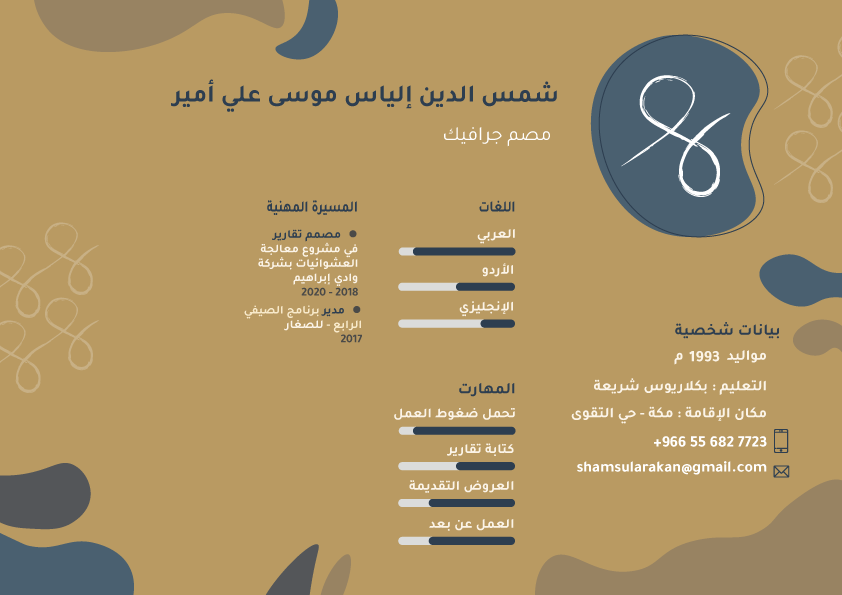 شمس الدين إلياس موسى علي أمير
مصم جرافيك
بيانات شخصية
مواليد 1993 م
التعليم : بكلاريوس شريعة
مكان الإقامة : مكة - حي التقوى
+966 55 682 7723
shamsularakan@gmail.com
اللغات
العربي
الأردو
الإنجليزي
المهارت
تحمل ضغوط العمل
كتابة تقارير
العروض التقديمة
العمل عن بعد
المسيرة المهنية
مصمم تقارير
في مشروع معالجة
العشوائيات بشركة
وادي إبراهيم
2018 - 2020
مدير برنامج الصيفي
الرابع - للصغار
2017